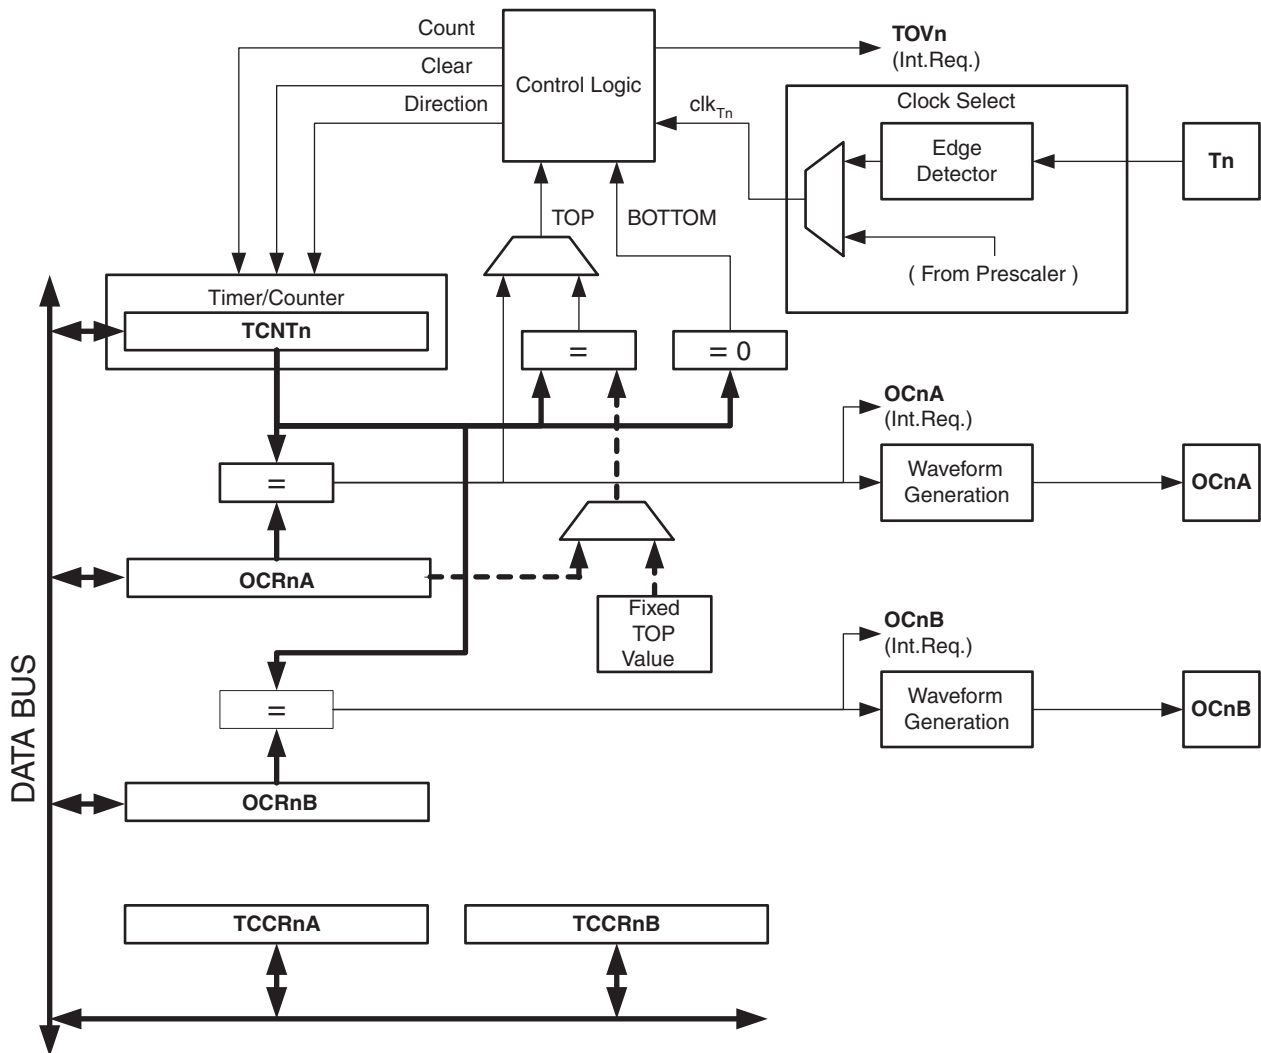 Count
Clear
Direction
Control Logic
TOVn
(Int.Req.)
clkTn
Clock Select
Edge
Detector
Tn
( From Prescaler )
TOP
BOTTOM
Timer/Counter
TCNTn
=
= 0
OCnA
(Int.Req.)
=
Waveform
Generation
OCnA
OCRnA
Fixed
TOP
Value
OCnB
(Int.Req.)
=
Waveform
Generation
OCnB
OCRnB
DATA BUS
TCCRnA
TCCRnB